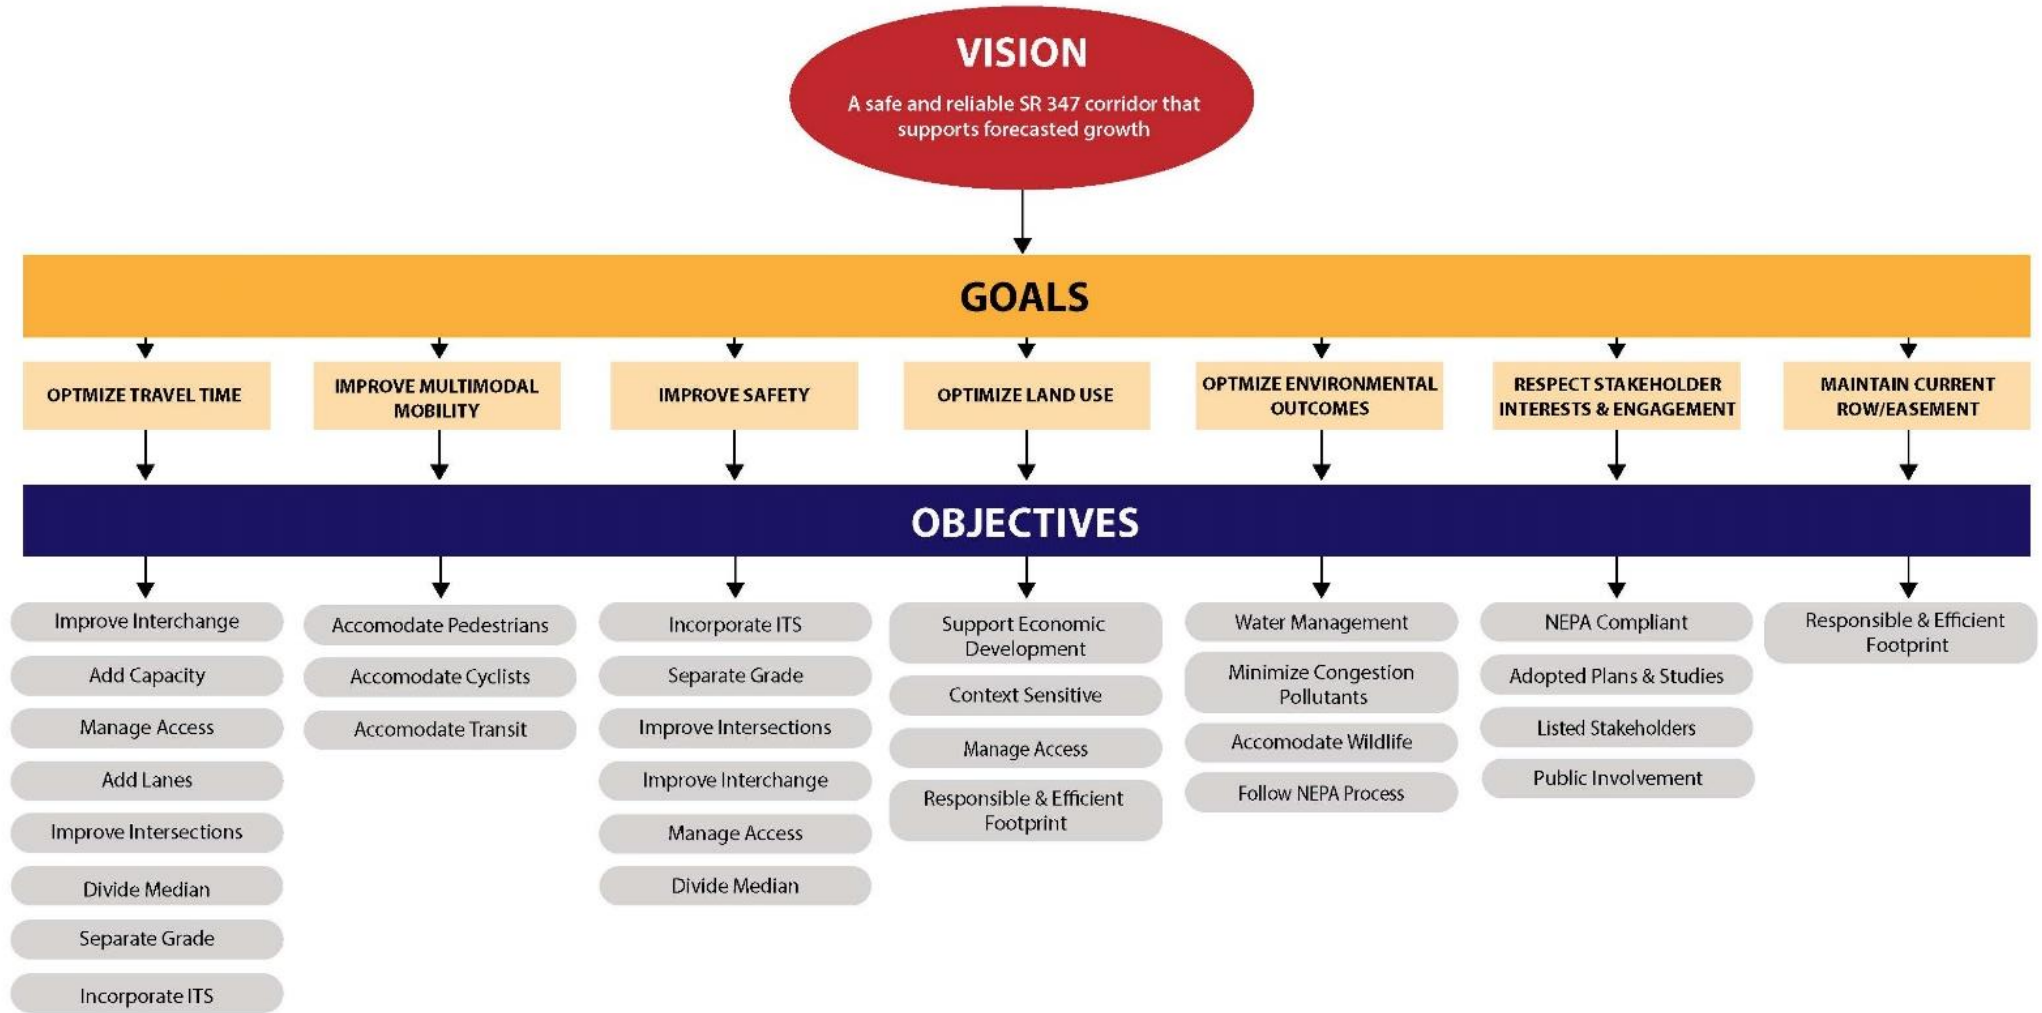 VISION
A safe and reliable SR 347 corridor that
supports forecasted growth
GOALS
OPTMIZE TRAVEL TIME
IMPROVE MULTIMODAL
MOBILITY
IMPROVE SAFETY
OPTIMIZE LAND USE
OPTMIZE ENVIRONMENTAL
OUTCOMES
RESPECT STAKEHOLDER
INTERESTS & ENGAGEMENT
MAINTAIN CURRENT
ROW/EASEMENT
OBJECTIVES
Improve Interchange
Add Capacity
Manage Access
Add Lanes
Improve Intersections
Divide Median
Separate Grade
Incorporate ITS
Accomodate Pedestrians
Accomodate Cyclists
Accomodate Transit
Incorporate ITS
Separate Grade
Improve Intersections
Improve Interchange
Manage Access
Divide Median
Support Economic
Development
Context Sensitive
Manage Access
Responsible & Efficient
Footprint
Water Management
Minimize Congestion
Pollutants
Accomodate Wildlife
Follow NEPA Process
NEPA Compliant
Adopted Plans & Studies
Listed Stakeholders
Public Involvement
Responsible & Efficient
Footprint